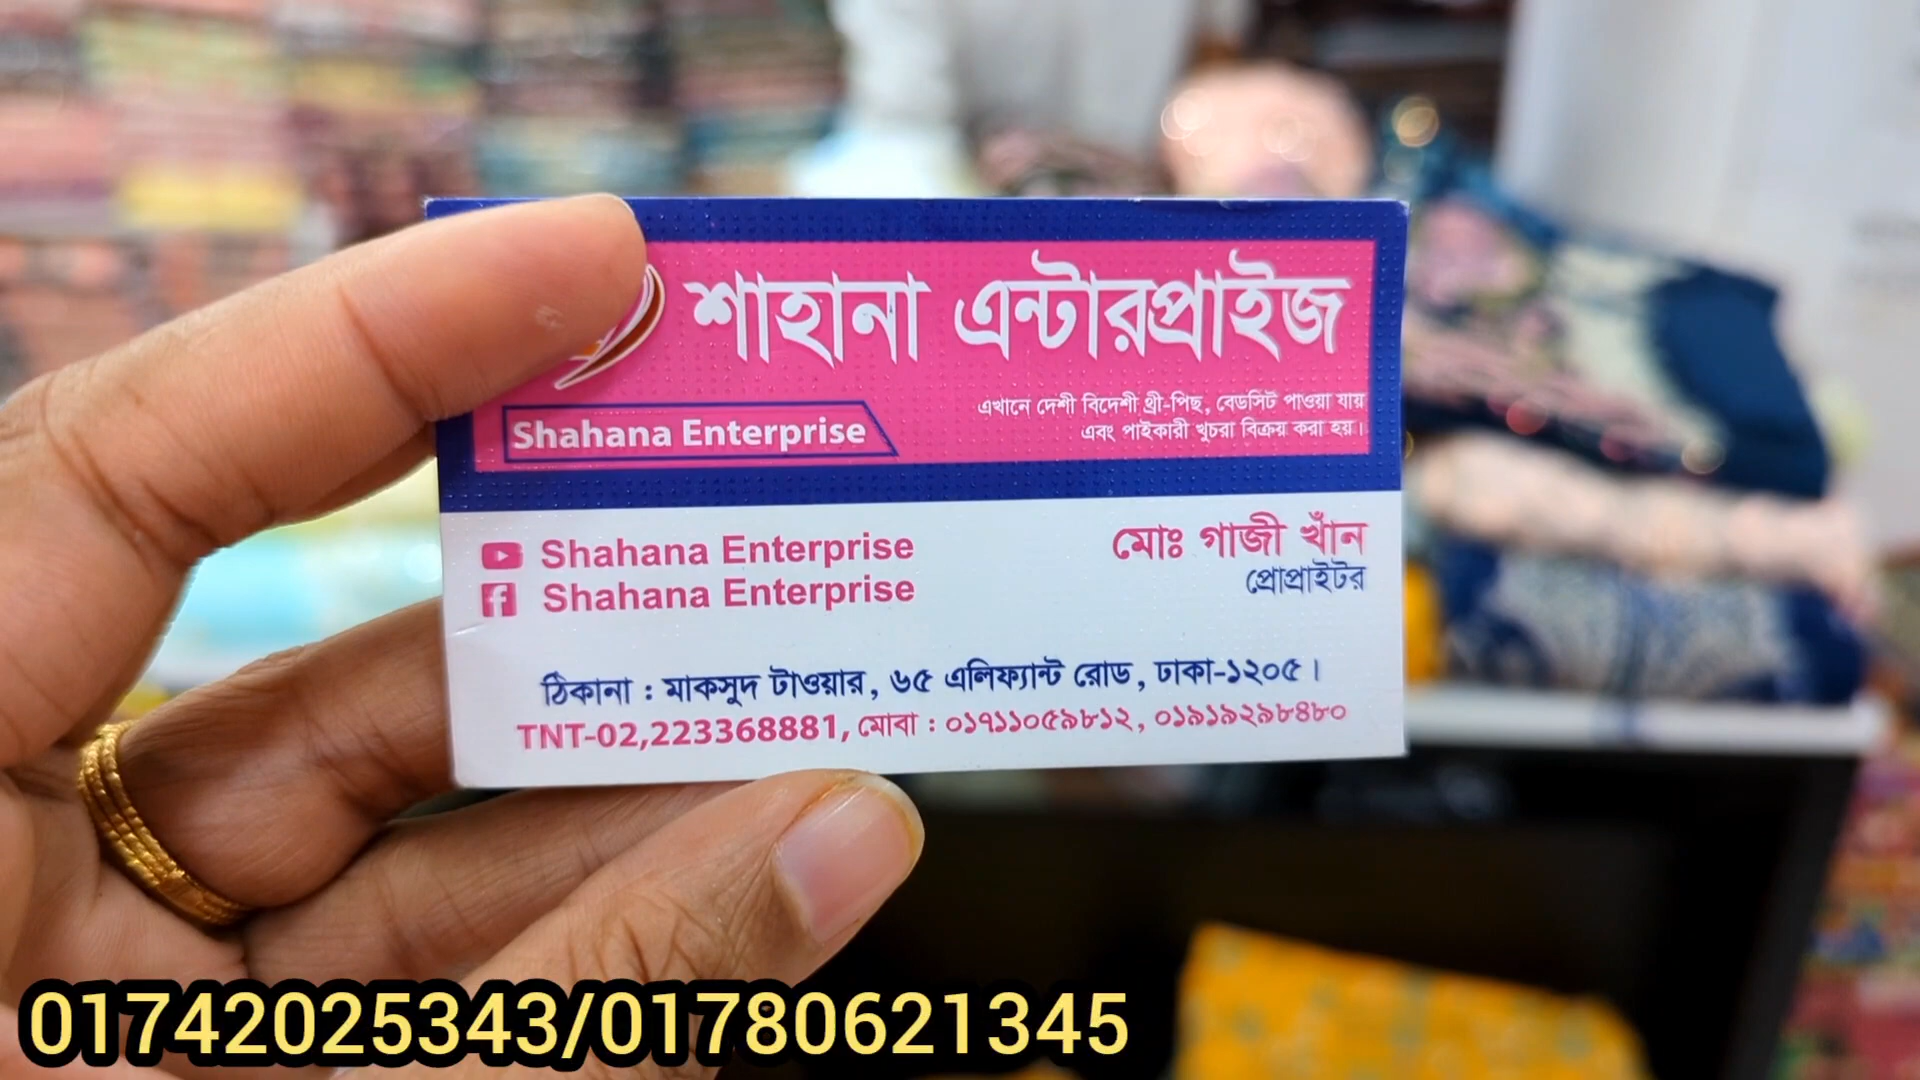 শাহানা এন্টারপ্রাইজ
Shahana Enterprise
এখানে দেশী বিদেশী থ্রী-পিছ, বেডসিট পাওয়া যায়
এবং পাইকারী খুচরা বিক্রয় করা হয়।
Shahana Enterprise
Shahana Enterprise
মোঃ গাজী খাঁন
প্রোপ্রাইটর
ঠিকানা : মাকসুদ টাওয়ার, ৬৫ এলিফ্যান্ট রোড, ঢাকা-১২০৫।
TNT-02,223368881, মোবা : ০১৭১১০৫৯৮১২, ০১৯১৯২৯৮৪৮০
01742025343/01780621345